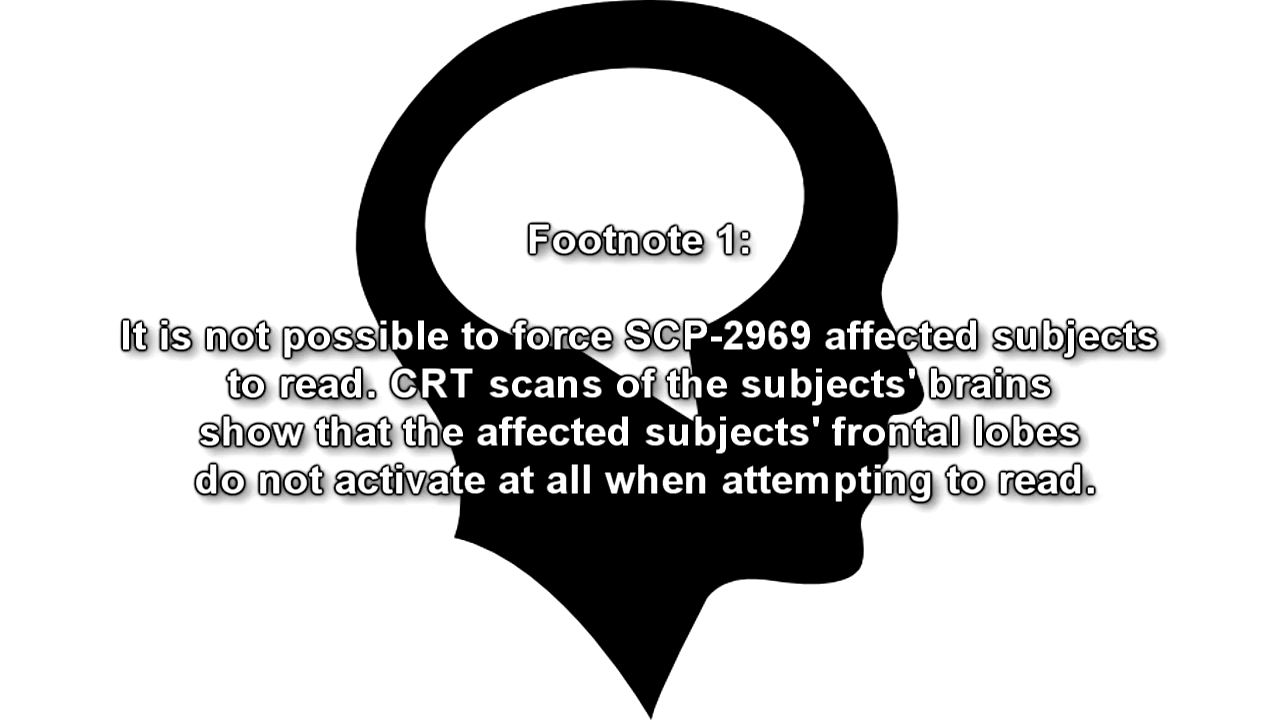 Footnote 1:
It is not possible to force SCP-2969 affected subjects
to read. CRT scans of the subjects' brains
show that the affected subjects' frontal lobes
do not activate at all when attempting to read.